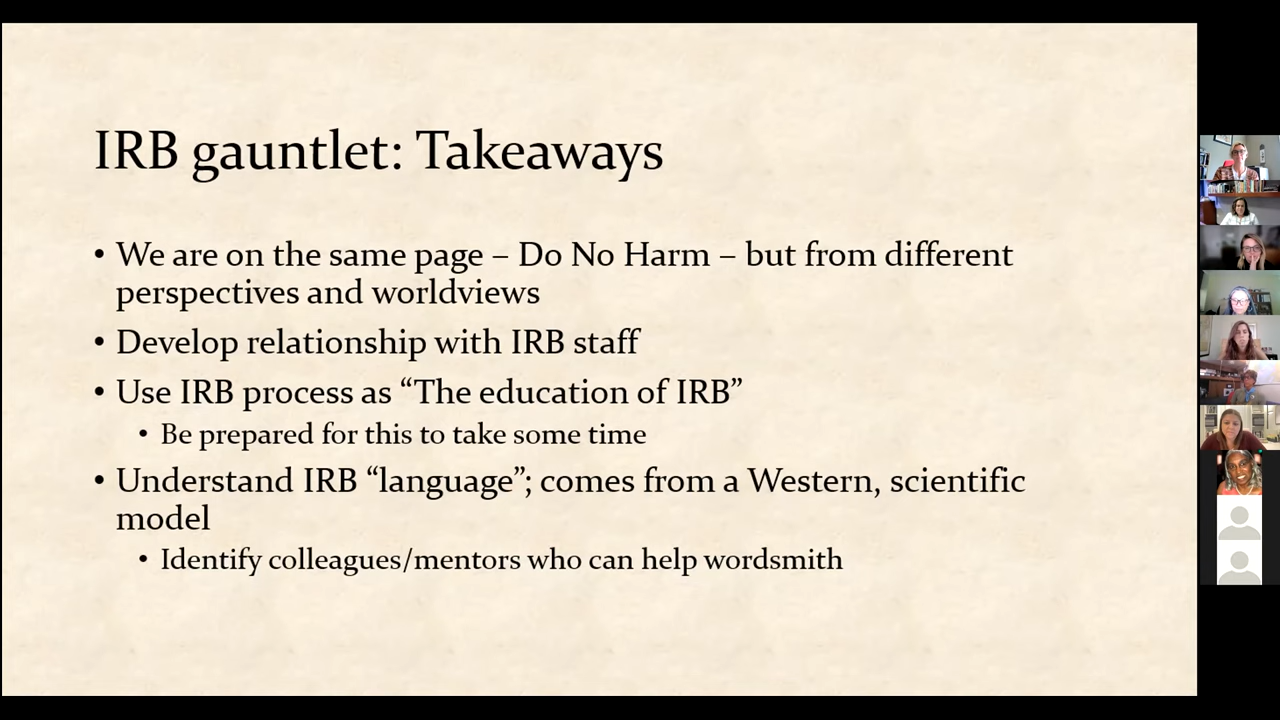 IRB gauntlet: Takeaways
• We are on the same page – Do No Harm – but from different
perspectives and worldviews
• Develop relationship with IRB staff
• Use IRB process as “The education of IRB”
• Be prepared for this to take some time
• Understand IRB “language”; comes from a Western, scientific
model
• Identify colleagues/mentors who can help wordsmith